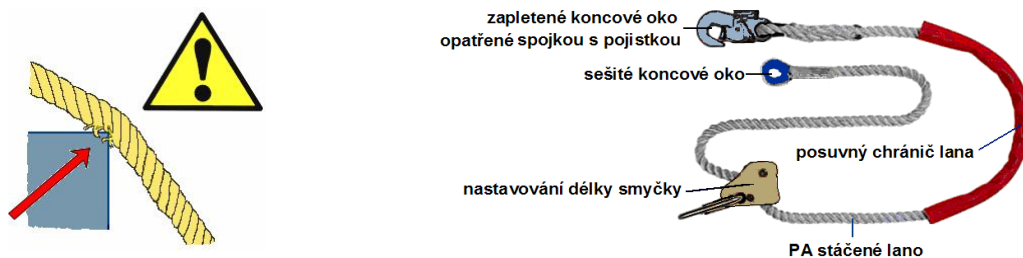 zapletené koncové oko
opatřené spojkou s pojistkou
sešité koncové oko
posuvný chránič lana
nastavování délky smyčky
PA stáčené lano